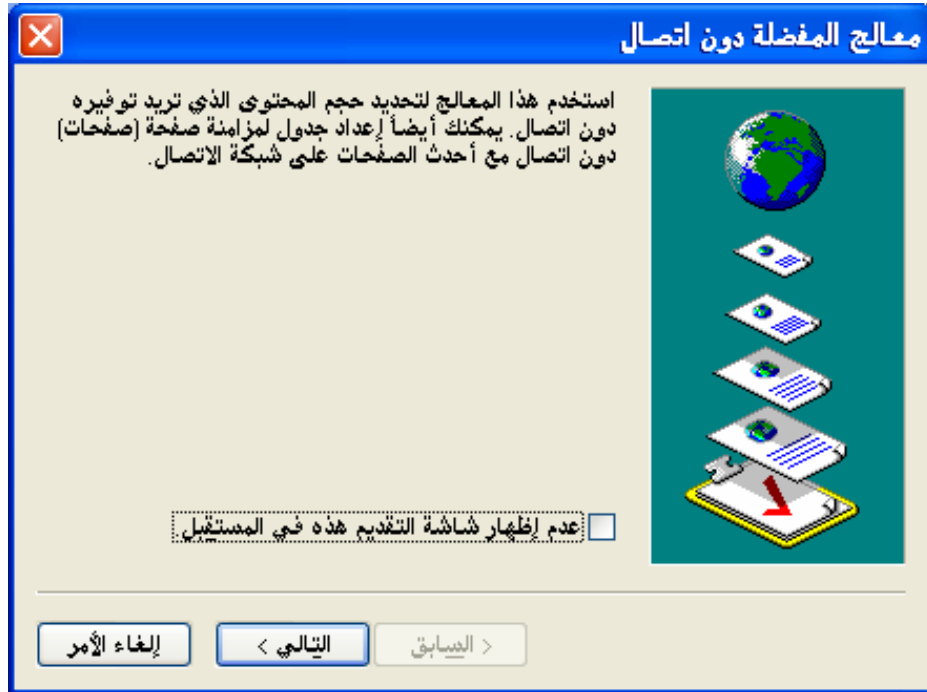 معالج المفضلة دون اتصال
استخدم هذا المعالج لتحديد حجم المحتوى الذي تريد توفيره
دون اتصال. يمكنك أيضاً إعداد جدول لمزامنة صفحة (صفحات)
دون اتصال مع أحدث الصفحات على شبكة الاتصال.
عدم إظهار شاشة التقديم هذه في المستقبل.
< السابق
التالي >
إلغاء الأمر